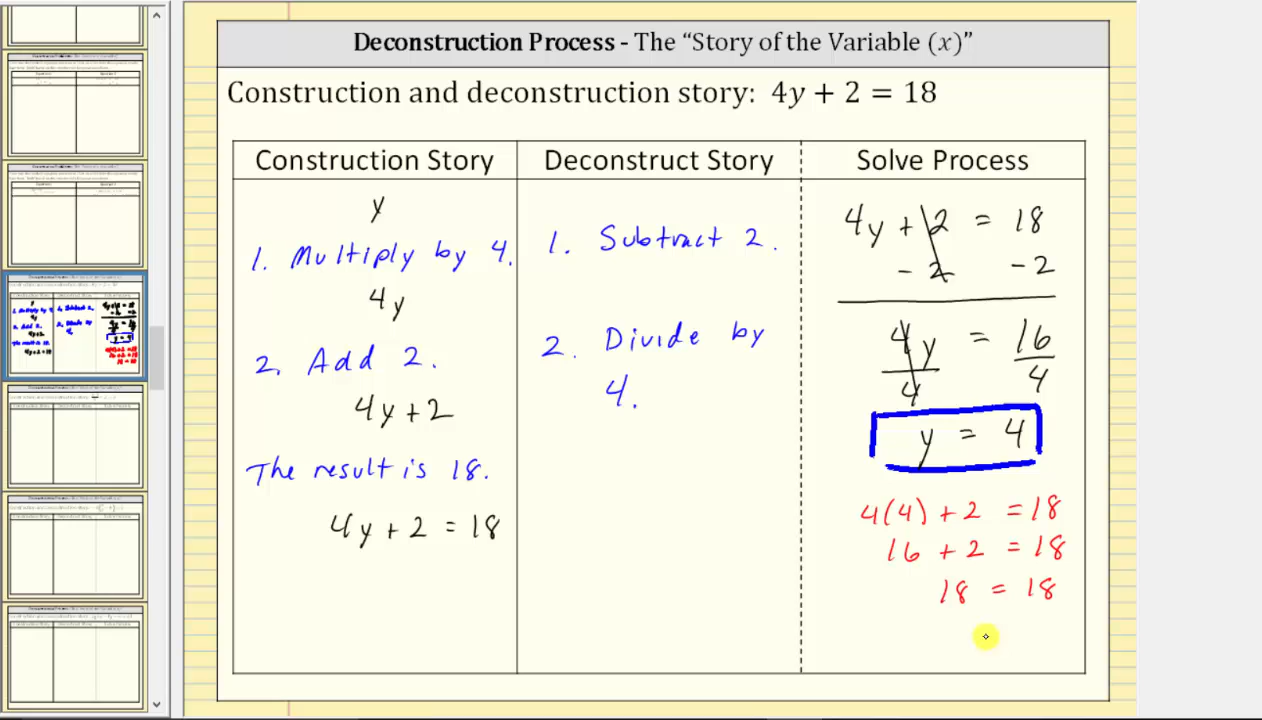 Deconstruction Process - The “Story of the Variable (x)”
Construction and deconstruction story: 4y + 2 = 18
Construction Story
y
1. Multiply by 4.
4y
2. Add 2.
4y + 2
The result is 18.
4y + 2 = 18
Deconstruct Story
1. Subtract 2.
2. Divide by
4.
Solve Process
4y + 2 = 18
- 2 - 2
4y = 16
4 4
y = 4
4(4) + 2 = 18
16 + 2 = 18
18 = 18